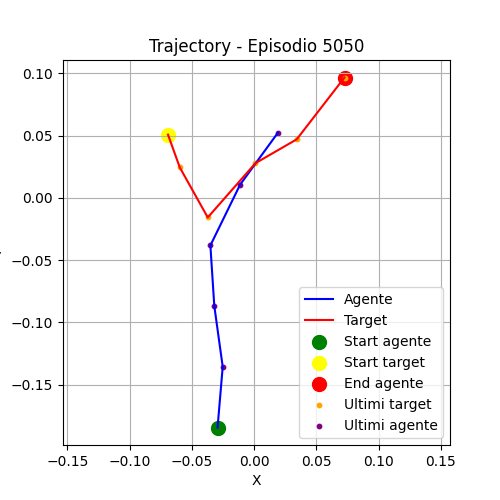 Trajectory - Episodio 5050
0.10
0.05
0.00
−0.05
−0.10
−0.15
−0.15
−0.10
−0.05
0.00
0.05
0.10
0.15
X
Agente
Target
Start agente
Start target
End agente
Ultimi target
Ultimi agente